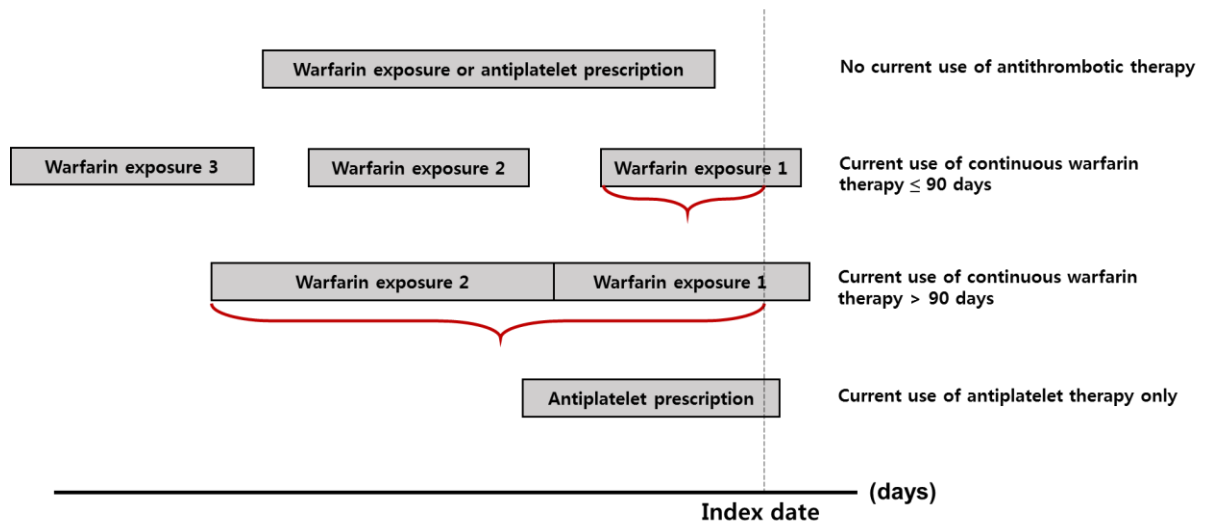 Warfarin exposure or antiplatelet prescription
No current use of antithrombotic therapy
Warfarin exposure 3
Warfarin exposure 2
Warfarin exposure 1
Current use of continuous warfarin
therapy ≤ 90 days
Warfarin exposure 2
Warfarin exposure 1
Current use of continuous warfarin
therapy > 90 days
Antiplatelet prescription
Current use of antiplatelet therapy only
(days)
Index date